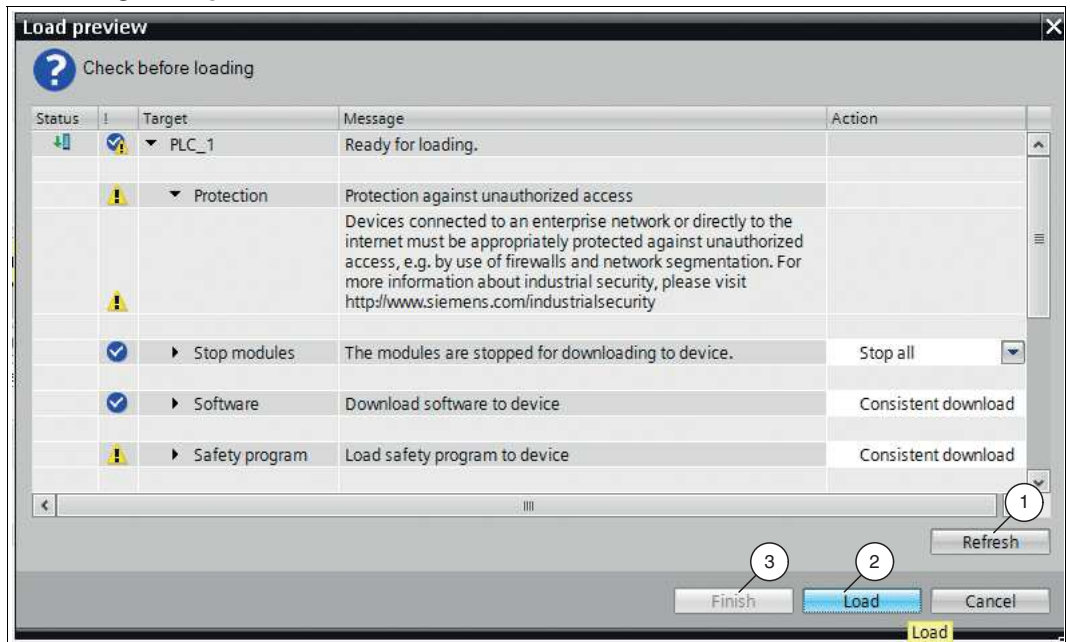 Load preview
Check before loading
Status ! Target Message Action
PLC_1 Ready for loading.
Protection Protection against unauthorized access
Devices connected to an enterprise network or directly to the
internet must be appropriately protected against unauthorized
access, e.g. by use of firewalls and network segmentation. For
more information about industrial security, please visit
http://www.siemens.com/industrialsecurity
Stop modules The modules are stopped for downloading to device. Stop all
Software Download software to device Consistent download
Safety program Load safety program to device Consistent download
1
Refresh
3 2
Finish Load Cancel
Load